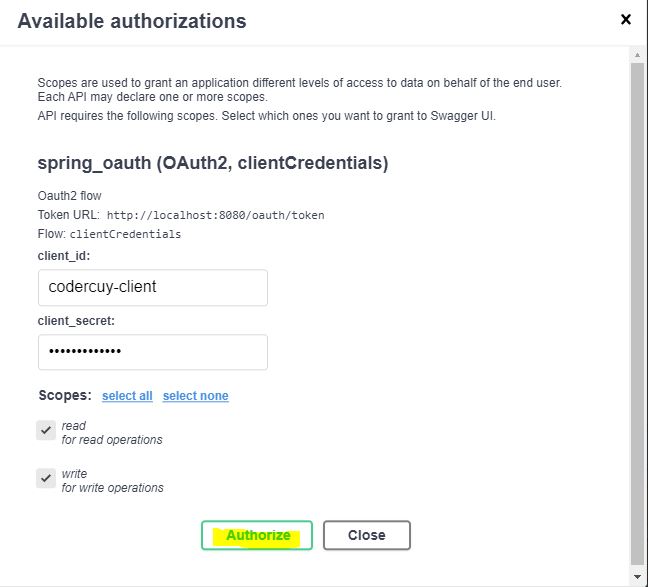 Available authorizations
Scopes are used to grant an application different levels of access to data on behalf of the end user.
Each API may declare one or more scopes.
API requires the following scopes. Select which ones you want to grant to Swagger UI.
spring_oauth (OAuth2, clientCredentials)
Oauth2 flow
Token URL: http://localhost:8080/oauth/token
Flow: clientCredentials
client_id:
codercuy-client
client_secret:
•••••••••••••
Scopes: select all select none
read
for read operations
write
for write operations
Authorize Close